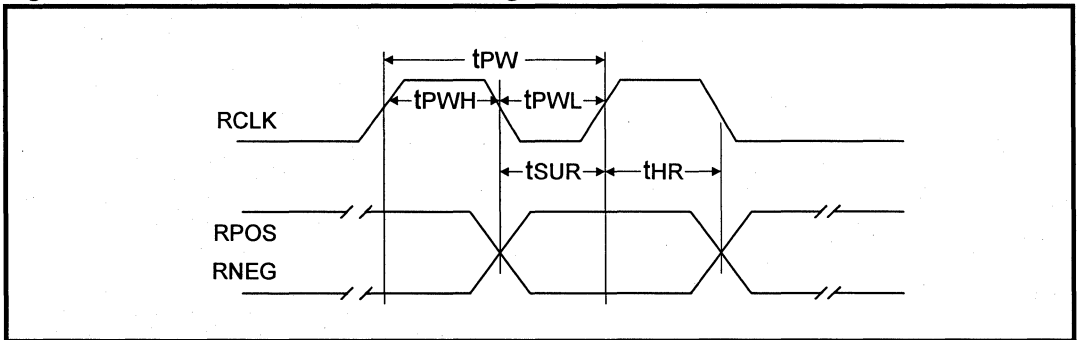 tPW
tPWH tPWL
RCLK
tSUR tHR
RPOS
RNEG